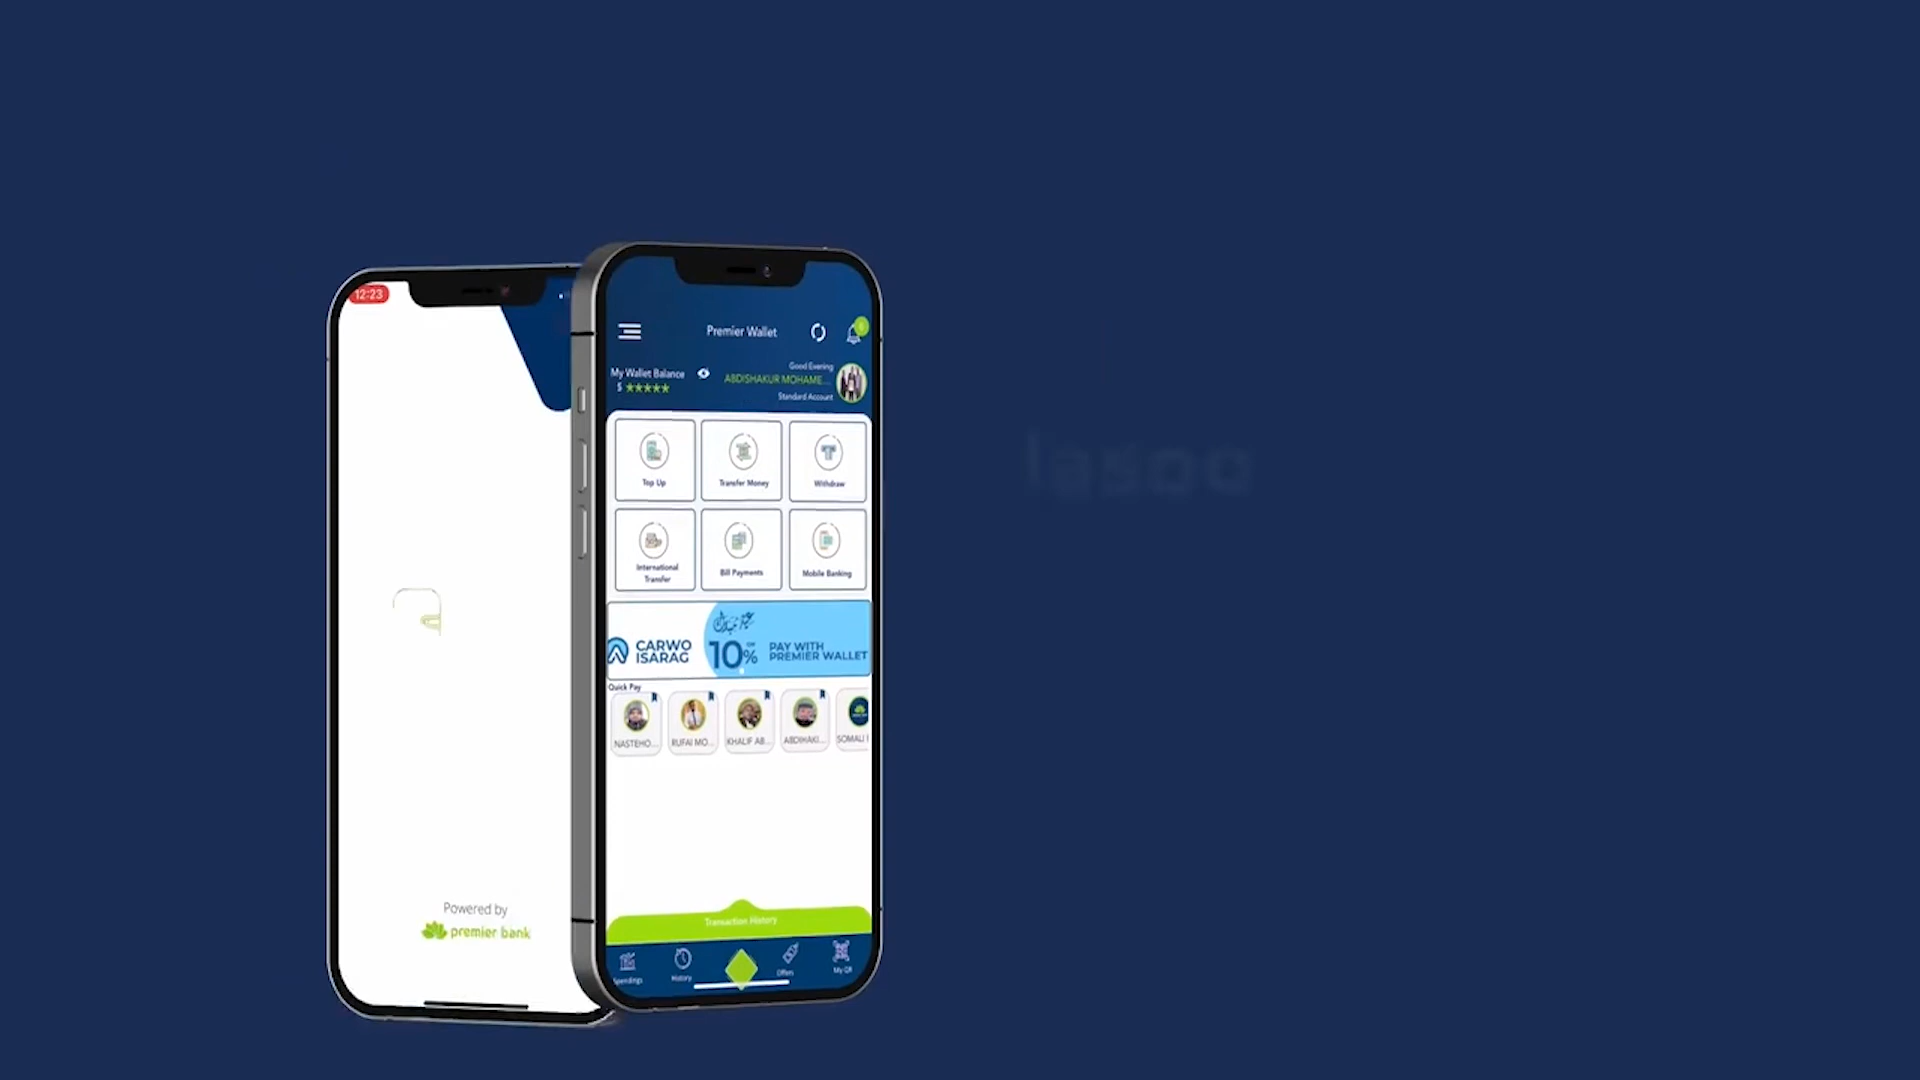 12:23
Powered by
premier bank
Premier Wallet
6
My Wallet Balance
$ ★★★★★
Good Evening
ABDISHAKUR MOHAME...
Standard Account
Top Up
Transfer Money
Withdraw
International
Transfer
Bill Payments
Mobile Banking
CARWO
ISARAG
10%
PAY WITH
PREMIER WALLET
Quick Pay
NASTEHO...
RUFAI MO...
KHALIF AB...
ABDIHAKI...
SOMALI
Transaction History
Spendings
History
Offers
My QR